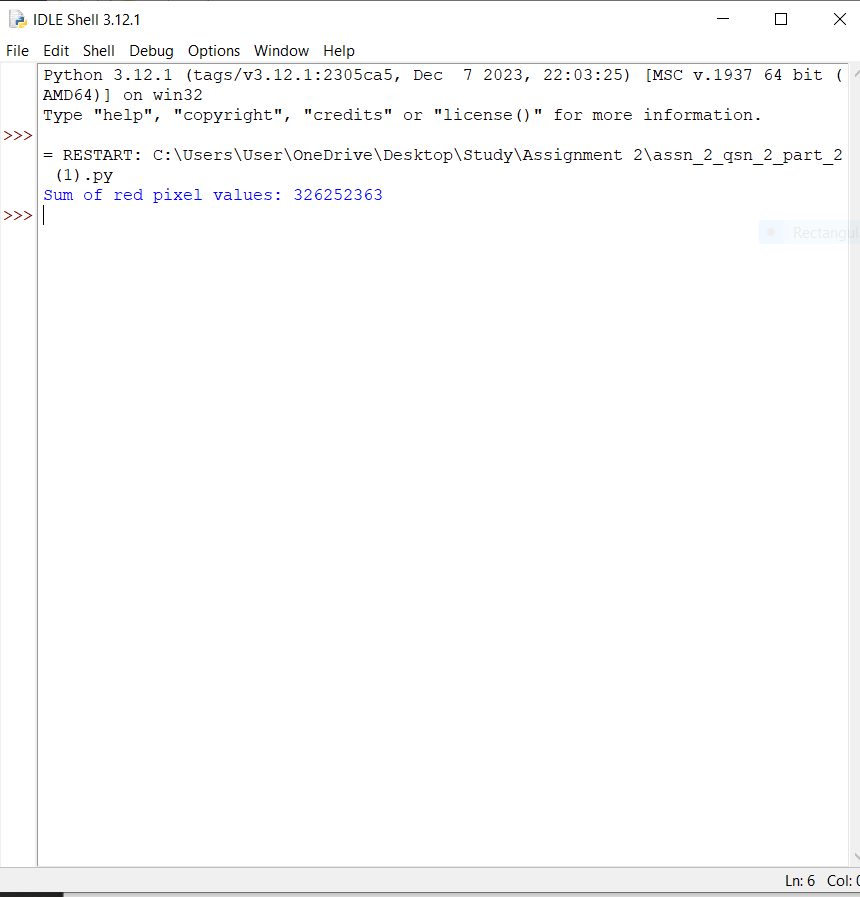 IDLE Shell 3.12.1
File Edit Shell Debug Options Window Help
Python 3.12.1 (tags/v3.12.1:2305ca5, Dec  7 2023, 22:03:25) [MSC v.1937 64 bit (
AMD64)] on win32
Type "help", "copyright", "credits" or "license()" for more information.
>>>
= RESTART: C:\Users\User\OneDrive\Desktop\Study\Assignment 2\assn_2_qsn_2_part_2
 (1).py
Sum of red pixel values: 326252363
>>>
Rectangul
Ln: 6 Col: 0